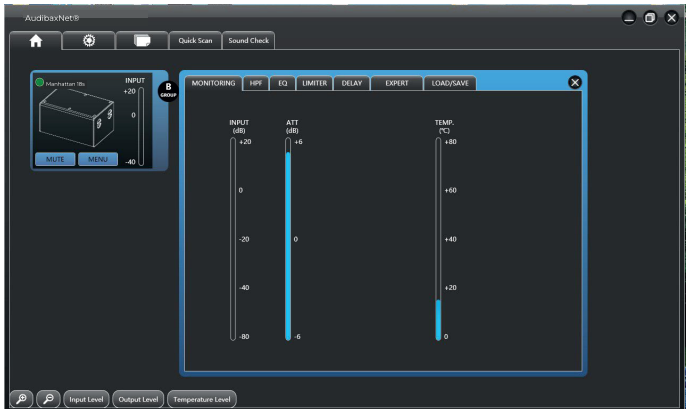 AudibaxNet®
Quick Scan
Sound Check
Manhattan 18s
INPUT
+20
0
-40
MUTE
MENU
B
GROUP
MONITORING
HPF
EQ
LIMITER
DELAY
EXPERT
LOAD/SAVE
INPUT
(dB)
+20
0
-20
-40
-80
ATT
(dB)
+6
0
-6
TEMP.
(ºC)
+80
+60
+40
+20
0
Input Level
Output Level
Temperature Level